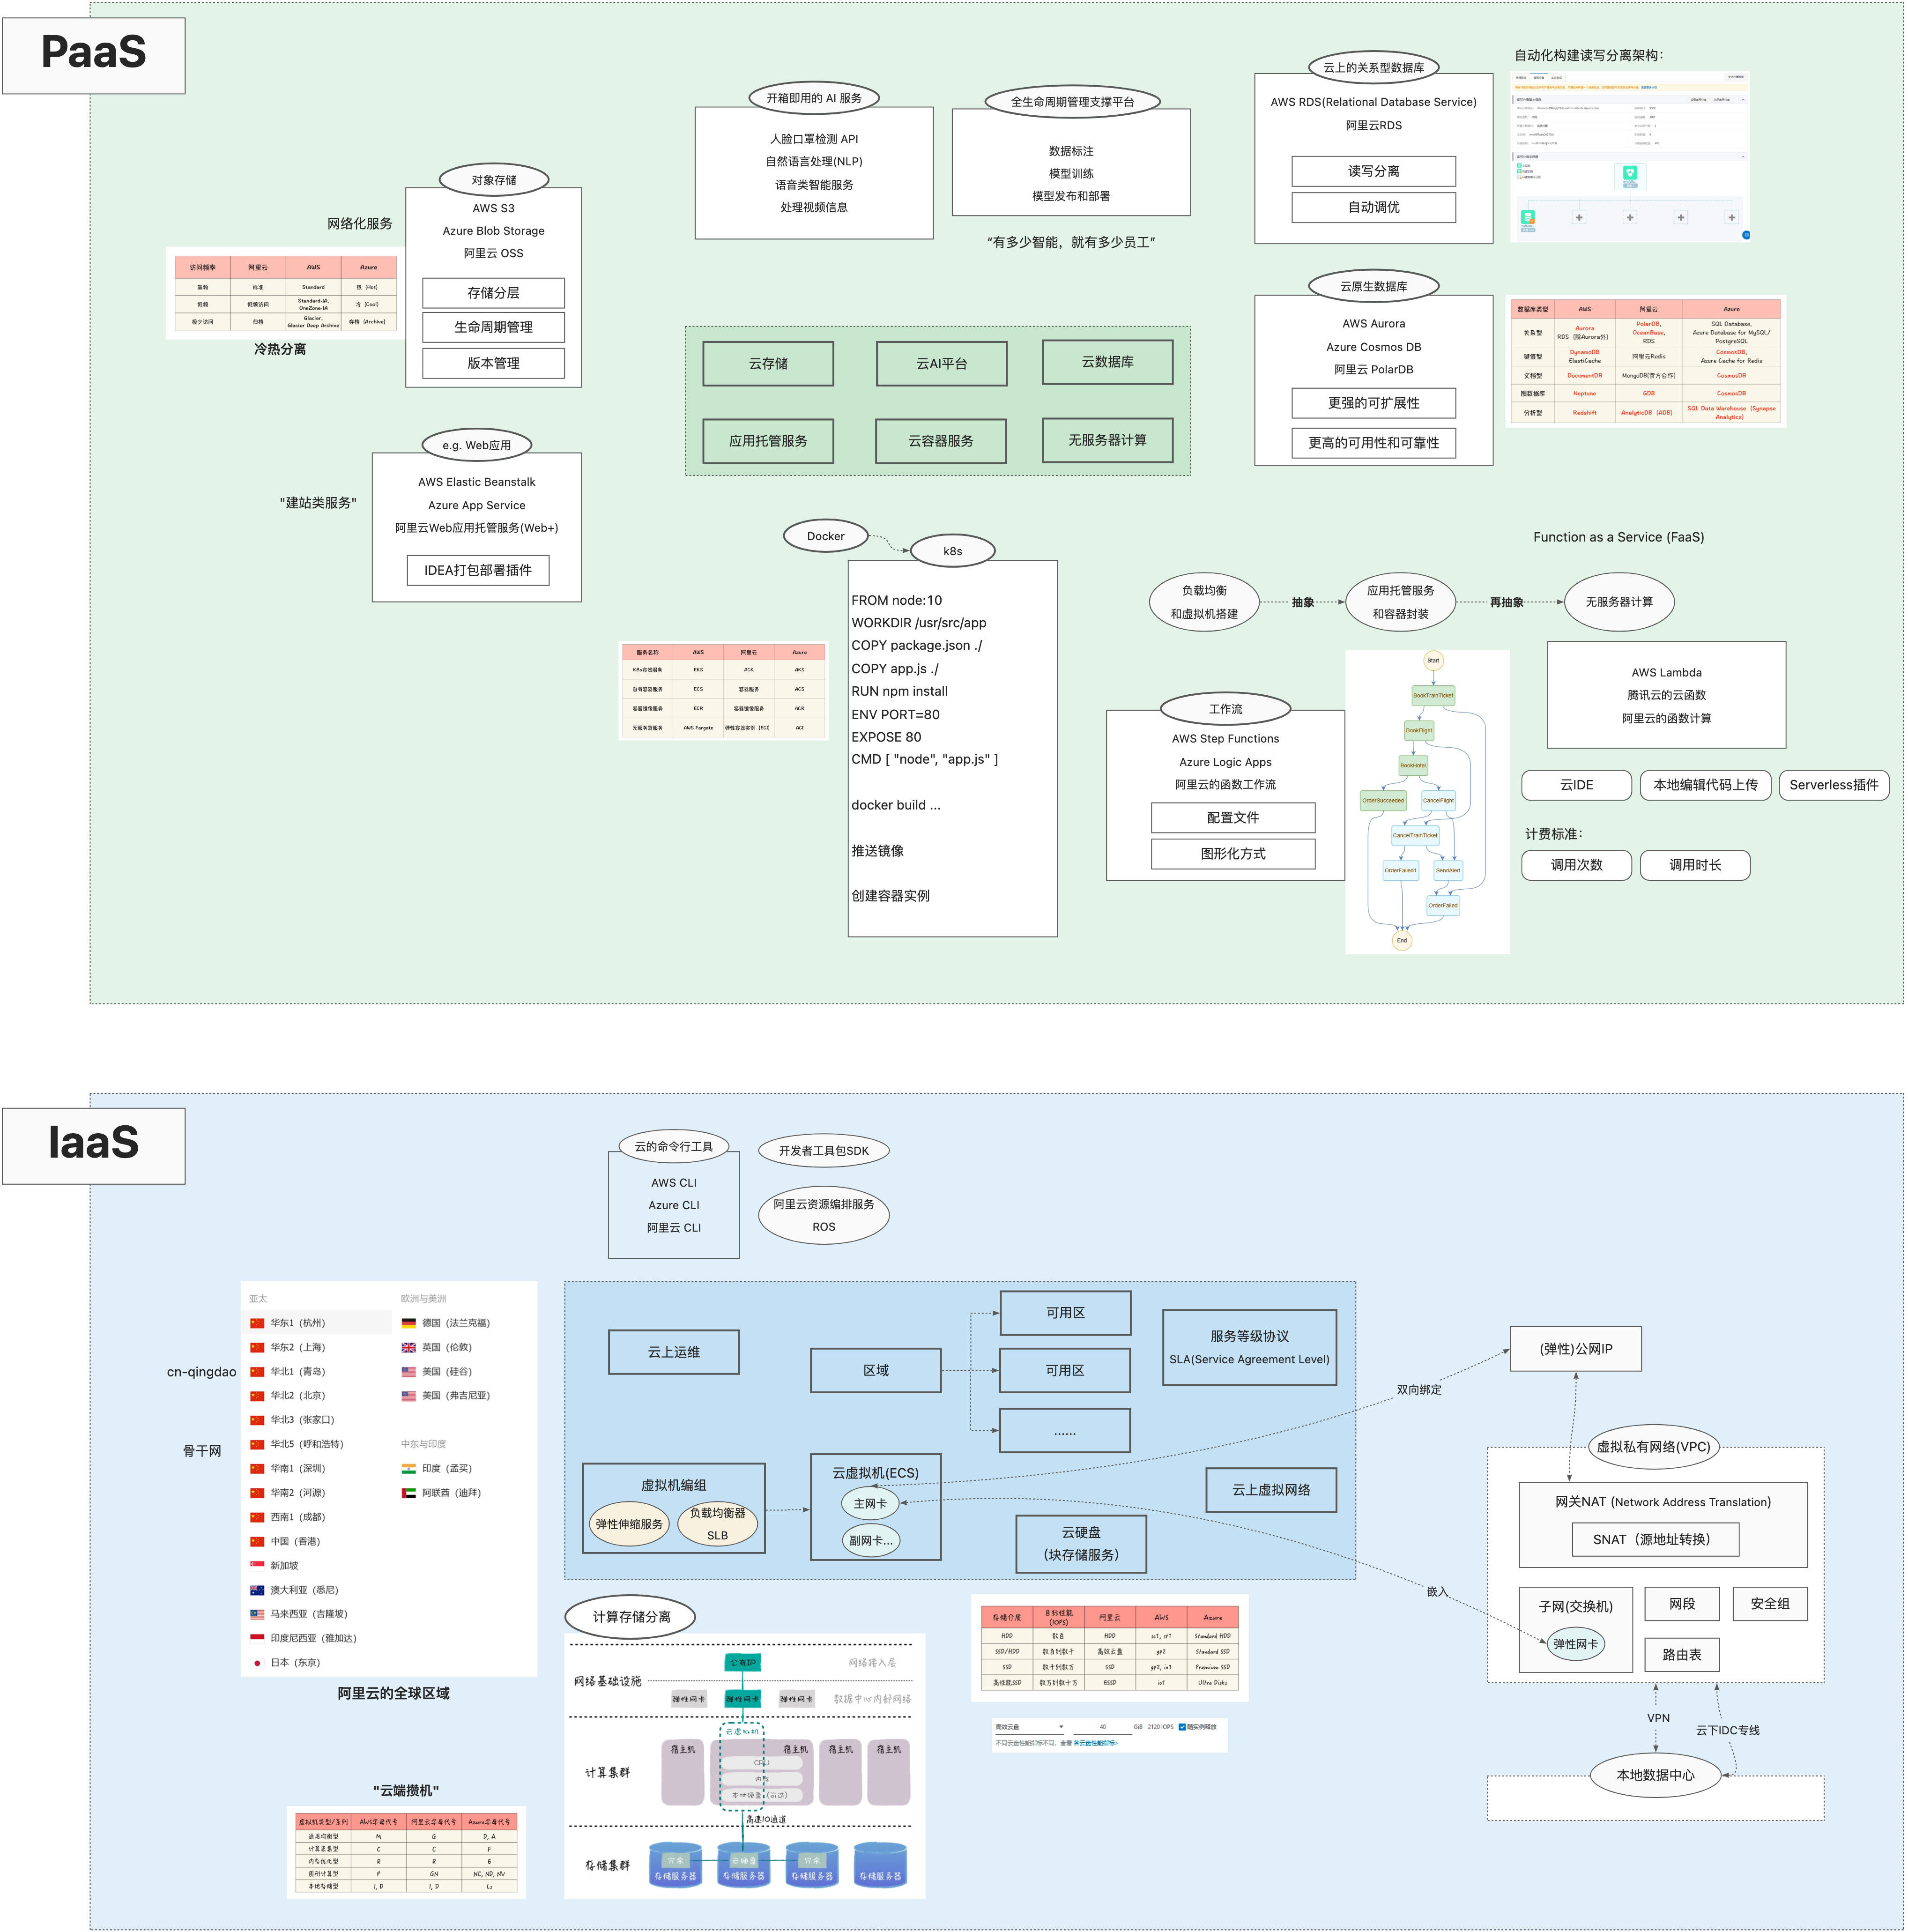 PaaS
开箱即用的 AI 服务
人脸口罩检测 API
自然语言处理(NLP)
语音类智能服务
处理视频信息
全生命周期管理支撑平台
数据标注
模型训练
模型发布和部署
“有多少智能，就有多少员工”
云上的关系型数据库
AWS RDS(Relational Database Service)
阿里云RDS
读写分离
自动调优
自动化构建读写分离架构：
对象存储
AWS S3
Azure Blob Storage
阿里云 OSS
存储分层
生命周期管理
版本管理
网络化服务
访问频率 阿里云 AWS Azure
高频 标准 Standard 热（Hot）
低频 低频访问 Standard-IA, OneZone-IA 冷（Cool）
极少访问 归档 Glacier, Glacier Deep Archive 存档（Archive）
冷热分离
云原生数据库
AWS Aurora
Azure Cosmos DB
阿里云 PolarDB
更强的可扩展性
更高的可用性和可靠性
数据库类型 AWS 阿里云 Azure
关系型 Aurora RDS（除Aurora外） PolarDB, OceanBase, RDS SQL Database, Azure Database for MySQL/PostgreSQL
键值型 DynamoDB ElastiCache 阿里云Redis CosmosDB, Azure Cache for Redis
文档型 DocumentDB MongoDB(官方合作) CosmosDB
图数据库 Neptune GDB CosmosDB
分析型 Redshift AnalyticDB（ADB） SQL Data Warehouse（Synapse Analytics）
云存储
云AI平台
云数据库
应用托管服务
云容器服务
无服务器计算
e.g. Web应用
AWS Elastic Beanstalk
Azure App Service
阿里云Web应用托管服务(Web+)
IDEA打包部署插件
"建站类服务"
Docker
k8s
FROM node:10
WORKDIR /usr/src/app
COPY package.json ./
COPY app.js ./
RUN npm install
ENV PORT=80
EXPOSE 80
CMD [ "node", "app.js" ]
docker build ...
推送镜像
创建容器实例
服务名称 AWS 阿里云 Azure
K8s容器服务 EKS ACK AKS
自有容器服务 ECS 容器服务 ACS
容器镜像服务 ECR 容器镜像服务 ACR
无服务器服务 AWS Fargate 弹性容器实例（ECI） ACI
Function as a Service (FaaS)
负载均衡
和虚拟机搭建
抽象
应用托管服务
和容器封装
再抽象
无服务器计算
AWS Lambda
腾讯云的云函数
阿里云的函数计算
云IDE
本地编辑代码上传
Serverless插件
计费标准：
调用次数
调用时长
工作流
AWS Step Functions
Azure Logic Apps
阿里云的函数工作流
配置文件
图形化方式
Start
BookTrainTicket
BookFlight
BookHotel
OrderSucceeded
CancelFlight
CancelTrainTicket
OrderFailed1
SendAlert
OrderFailed
End
IaaS
云的命令行工具
AWS CLI
Azure CLI
阿里云 CLI
开发者工具包SDK
阿里云资源编排服务
ROS
cn-qingdao
骨干网
亚太
华东1（杭州）
华东2（上海）
华北1（青岛）
华北2（北京）
华北3（张家口）
华北5（呼和浩特）
华南1（深圳）
华南2（河源）
西南1（成都）
中国（香港）
新加坡
澳大利亚（悉尼）
马来西亚（吉隆坡）
印度尼西亚（雅加达）
日本（东京）
欧洲与美洲
德国（法兰克福）
英国（伦敦）
美国（硅谷）
美国（弗吉尼亚）
中东与印度
印度（孟买）
阿联酋（迪拜）
阿里云的全球区域
云上运维
区域
可用区
可用区
......
服务等级协议
SLA(Service Agreement Level)
虚拟机编组
弹性伸缩服务
负载均衡器
SLB
云虚拟机(ECS)
主网卡
副网卡...
云硬盘
(块存储服务)
云上虚拟网络
双向绑定
嵌入
(弹性)公网IP
虚拟私有网络(VPC)
网关NAT (Network Address Translation)
SNAT（源地址转换）
子网(交换机)
弹性网卡
网段
安全组
路由表
VPN
云下IDC专线
本地数据中心
计算存储分离
网络基础设施
公有IP
网络接入层
弹性网卡
弹性网卡
弹性网卡
数据中心内部网络
云虚拟机
计算集群
宿主机
宿主机
宿主机
宿主机
CPU
内存
本地硬盘（可选）
高速IO通道
存储集群
冗余
云硬盘
冗余
存储服务器
存储服务器
存储服务器
存储服务器
存储介质 目标性能(IOPS) 阿里云 AWS Azure
HDD 数百 HDD sc1, st1 Standard HDD
SSD/HDD 数百到数千 高效云盘 gp2 Standard SSD
SSD 数千到数万 SSD gp2, io1 Premium SSD
高性能SSD 数万到数十万 ESSD io1 Ultra Disks
高效云盘 40 GiB 2120 IOPS 随实例释放
不同云盘性能指标不同，查看 各云盘性能指标>
"云端攒机"
虚拟机类型/系列 AWS字母代号 阿里云字母代号 Azure字母代号
通用均衡型 M G D, A
计算密集型 C C F
内存优化型 R R E
图形计算型 P GN NC, ND, NV
本地存储型 I, D I, D Ls